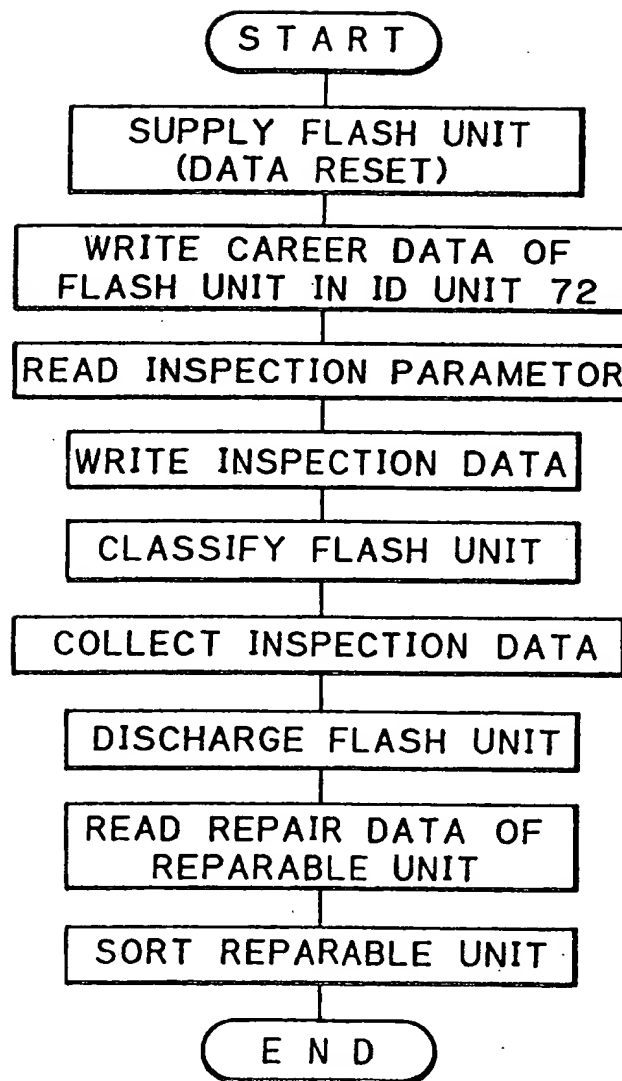 START
SUPPLY FLASH UNIT
(DATA RESET)
WRITE CAREER DATA OF
FLASH UNIT IN ID UNIT 72
READ INSPECTION PARAMETOR
WRITE INSPECTION DATA
CLASSIFY FLASH UNIT
COLLECT INSPECTION DATA
DISCHARGE FLASH UNIT
READ REPAIR DATA OF
REPARABLE UNIT
SORT REPARABLE UNIT
END